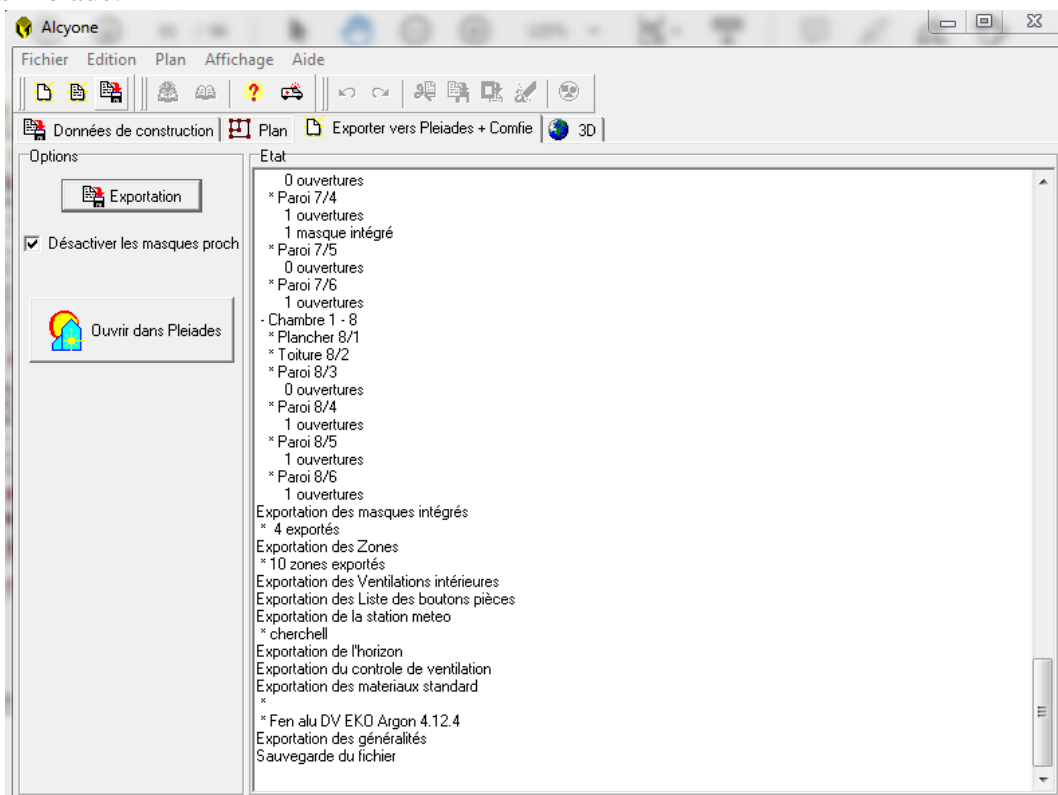 Alcyone
Fichier Edition Plan Affichage Aide
Données de construction Plan Exporter vers Pleiades + Comfie 3D
Options
Exportation
Désactiver les masques proch
Ouvrir dans Pleiades
Etat
0 ouvertures
* Paroi 7/4
1 ouvertures
1 masque intégré
* Paroi 7/5
0 ouvertures
* Paroi 7/6
1 ouvertures
- Chambre 1 - 8
* Plancher 8/1
* Toiture 8/2
* Paroi 8/3
0 ouvertures
* Paroi 8/4
1 ouvertures
* Paroi 8/5
1 ouvertures
* Paroi 8/6
1 ouvertures
Exportation des masques intégrés
* 4 exportés
Exportation des Zones
* 10 zones exportés
Exportation des Ventilations intérieures
Exportation des Liste des boutons pièces
Exportation de la station meteo
* cherchell
Exportation de l'horizon
Exportation du controle de ventilation
Exportation des materiaux standard
*
* Fen alu DV EKO Argon 4.12.4
Exportation des généralités
Sauvegarde du fichier